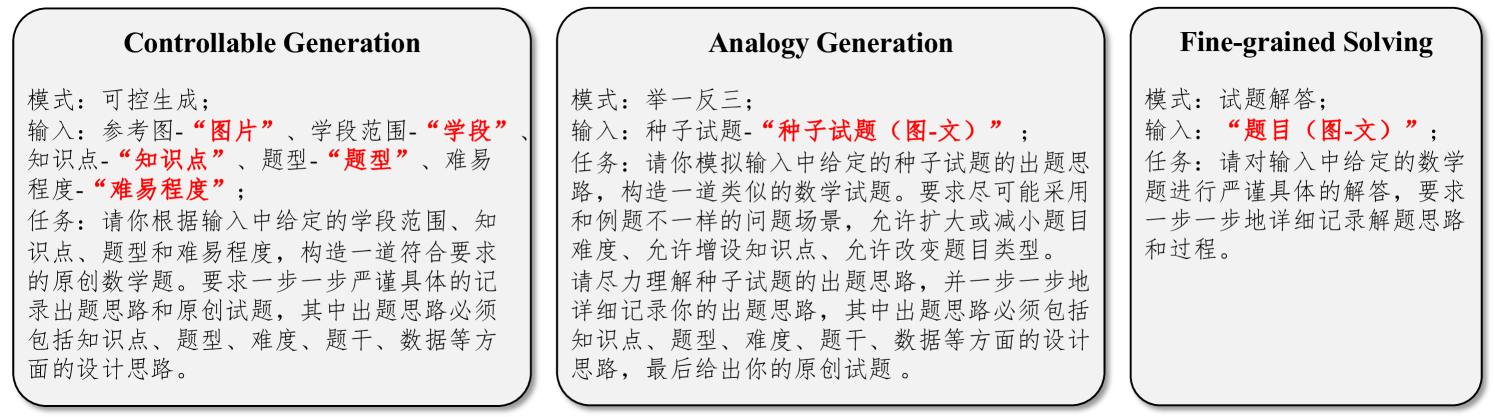 Controllable Generation
模式：可控生成；
输入：参考图-“图片”、学段范围-“学段”、
知识点-“知识点”、题型-“题型”、难易
程度-“难易程度”；
任务：请你根据输入中给定的学段范围、知
识点、题型和难易程度，构造一道符合要求
的原创数学题。要求一步一步严谨具体的记
录出题思路和原创试题，其中出题思路必须
包括知识点、题型、难度、题干、数据等方
面的设计思路。
Analogy Generation
模式：举一反三；
输入：种子试题-“种子试题（图-文）”；
任务：请你模拟输入中给定的种子试题的出题思
路，构造一道类似的数学试题。要求尽可能采用
和例题不一样的问题场景，允许扩大或减小题目
难度、允许增设知识点、允许改变题目类型。
请尽力理解种子试题的出题思路，并一步一步地
详细记录你的出题思路，其中出题思路必须包括
知识点、题型、难度、题干、数据等方面的设计
思路，最后给出你的原创试题 。
Fine-grained Solving
模式：试题解答；
输入：“题目（图-文）”；
任务：请对输入中给定的数学
题进行严谨具体的解答，要求
一步一步地详细记录解题思路
和过程。